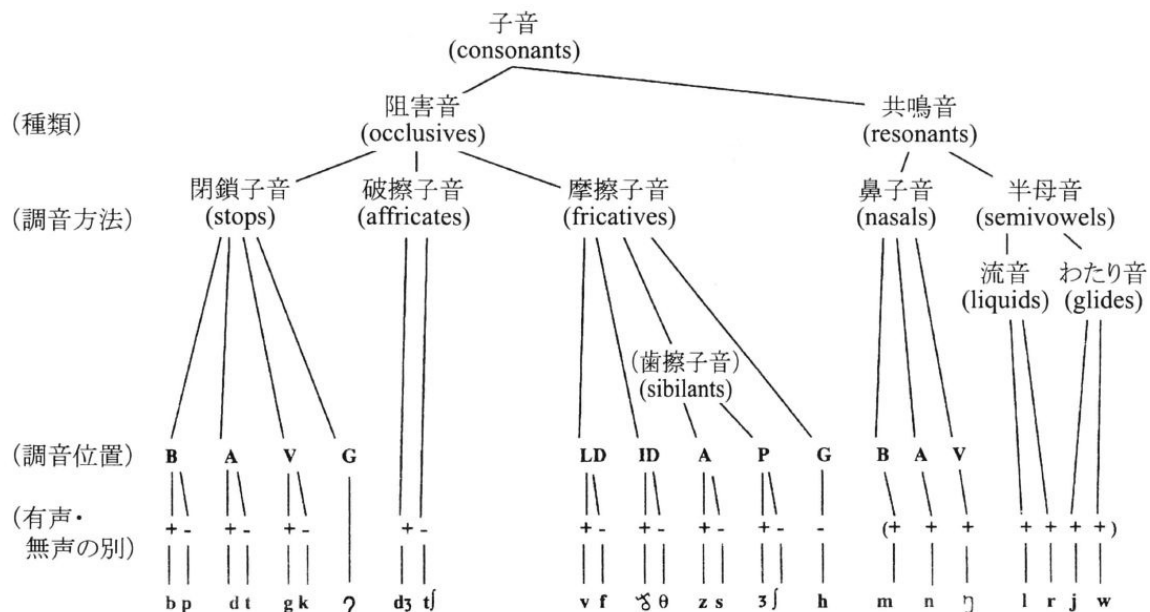 子音
(consonants)
(種類) 阻害音 共鳴音
(occlusives) (resonants)
閉鎖子音 破擦子音 摩擦子音 鼻子音 半母音
(調音方法) (stops) (affricates) (fricatives) (nasals) (semivowels)
流音 わたり音
(liquids) (glides)
(歯擦子音)
(sibilants)
(調音位置) B A V G LD ID A P G B A V
(有声・ + - + - + - + - + - + - + - + - - (+ + + + + + + )
無声の別)
b p d t g k ʔ dʒ tʃ v f θ z s ʒ ʃ h m n ŋ l r j w